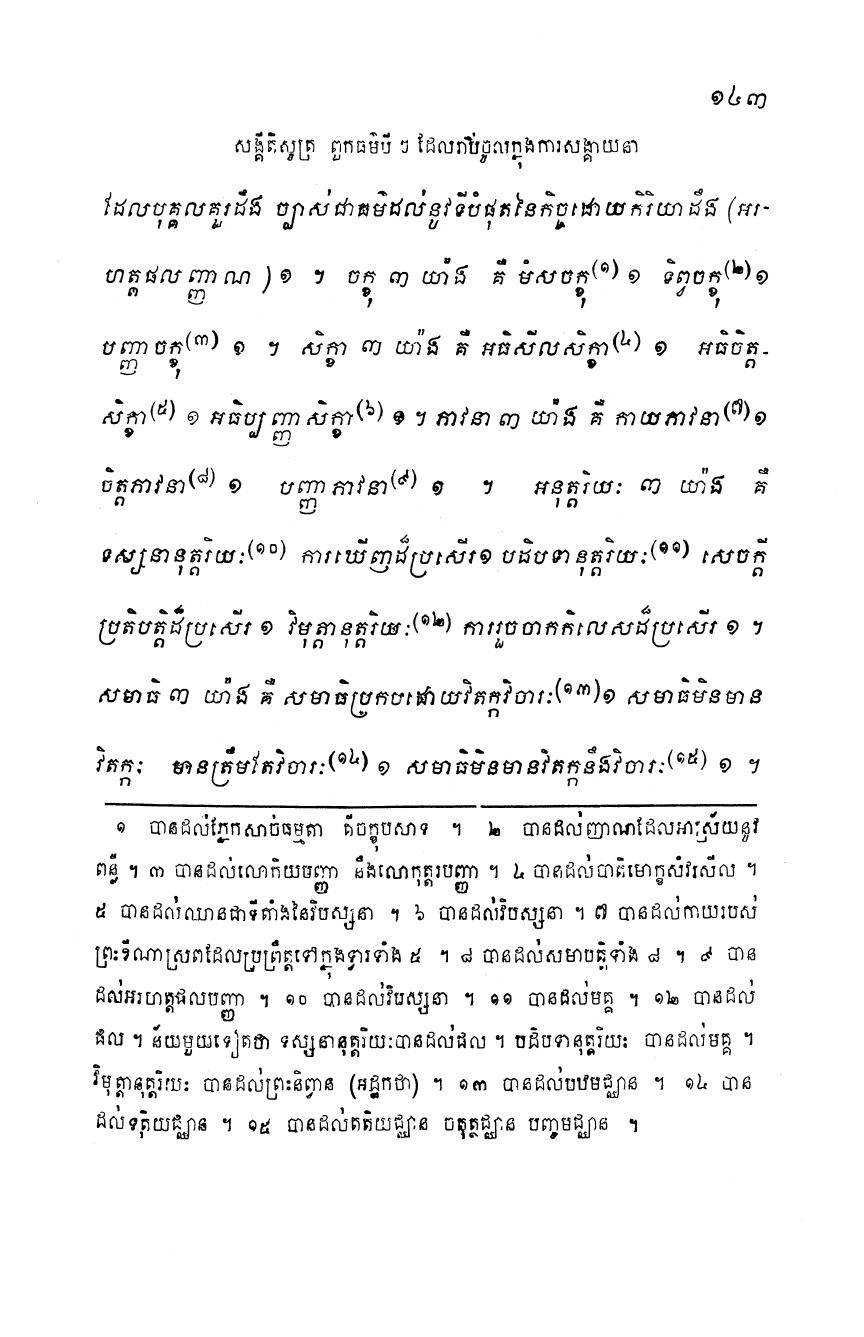 ១៤៣
សង្គីតិសូត្រ ពួកធម៌បី ៗ ដែលរាប់ចូលក្នុងការសង្គាយនា
ដែលបុគ្គលគួរដឹង ច្បាស់ជាគម៌ដល់នូវទីបំផុតនៃកិច្ចដោយកិរិយាដឹង (អរ-
ហត្តផលញ្ញាណ ) ១ ។ ចក្ខុ ៣ យ៉ាង គឺ មំសចក្ខុ(១) ១ ទិព្វចក្ខុ(២) ១
បញ្ញាចក្ខុ(៣) ១ ។ សិក្ខា ៣ យ៉ាង គឺ អធិសីលសិក្ខា(៤) ១ អធិចិត្ត-
សិក្ខា(៥) ១ អធិប្បញ្ញាសិក្ខា(៦) ១ ។ ភាវនា ៣ យ៉ាង គឺ កាយភាវនា(៧) ១
ចិត្តភាវនា(៨) ១ បញ្ញាភាវនា(៩) ១ ។ អនុត្តរិយៈ ៣ យ៉ាង គឺ
ទស្សនានុត្តរិយៈ(១០) ការឃើញដ៏ប្រសើរ១ បដិបទានុត្តរិយៈ(១១) សេចក្តី
ប្រតិបត្តិដ៏ប្រសើរ ១ វិមុត្តានុត្តរិយៈ(១២) ការរួចចាកកិលេសដ៏ប្រសើរ ១ ។
សមាធិ ៣ យ៉ាង គឺ សមាធិប្រកបដោយវិតក្កវិចារៈ(១៣) ១ សមាធិមិនមាន
វិតក្កៈ មានត្រឹមតែវិចារៈ(១៤) ១ សមាធិមិនមានវិតក្កនឹងវិចារៈ(១៥) ១ ។
១ បានដល់ភ្នែកសាច់ធម្មតា គឺចក្ខុបសាទ ។ ២ បានដល់ញាណដែលអាស្រ័យនូវ
ពន្លឺ ។ ៣ បានដល់លោកិយបញ្ញា នឹងលោកុត្តរបញ្ញា ។ ៤ បានដល់បាតិមោក្ខសំវរសីល ។
៥ បានដល់ឈានជាទីតាំងនៃវិបស្សនា ។ ៦ បានដល់វិបស្សនា ។ ៧ បានដល់កាយរបស់
ព្រះខីណាស្រពដែលប្រព្រឹត្តទៅក្នុងទ្វារទាំង ៥ ។ ៨ បានដល់សមាបត្តិទាំង ៨ ។ ៩ បាន
ដល់អរហត្តផលបញ្ញា ។ ១០ បានដល់វិបស្សនា ។ ១១ បានដល់មគ្គ ។ ១២ បានដល់
ផល ។ ន័យមួយទៀតថា ទស្សនានុត្តរិយៈបានដល់ផល ។ បដិបទានុត្តរិយៈ បានដល់មគ្គ ។
វិមុត្តានុត្តរិយៈ បានដល់ព្រះនិព្វាន (អដ្ឋកថា) ។ ១៣ បានដល់បឋមជ្ឈាន ។ ១៤ បាន
ដល់ទុតិយជ្ឈាន ។ ១៥ បានដល់តតិយជ្ឈាន ចតុត្ថជ្ឈាន បញ្ចមជ្ឈាន ។